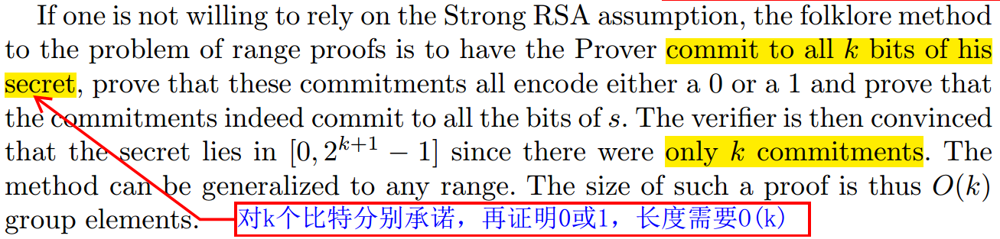 If one is not willing to rely on the Strong RSA assumption, the folklore method
to the problem of range proofs is to have the Prover commit to all k bits of his
secret, prove that these commitments all encode either a 0 or a 1 and prove that
the commitments indeed commit to all the bits of s. The verifier is then convinced
that the secret lies in [0, 2^{k+1} − 1] since there were only k commitments. The
method can be generalized to any range. The size of such a proof is thus O(k)
group elements.
对k个比特分别承诺，再证明0或1，长度需要O(k)